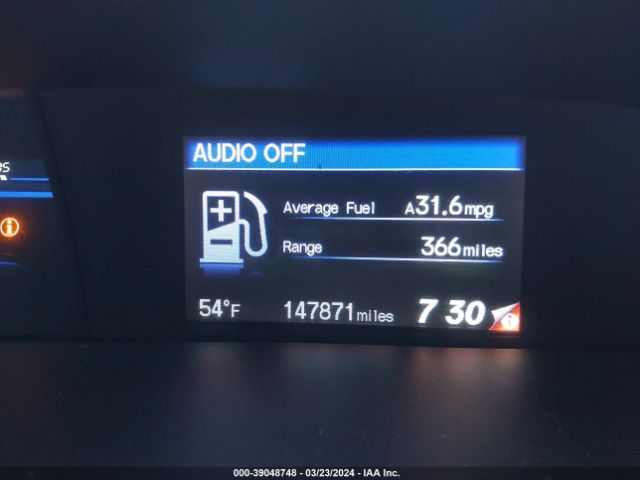 AUDIO OFF
Average Fuel A31.6mpg
Range 366miles
54°F 147871miles 7 30
000-39048748 - 03/23/2024 - IAA Inc.